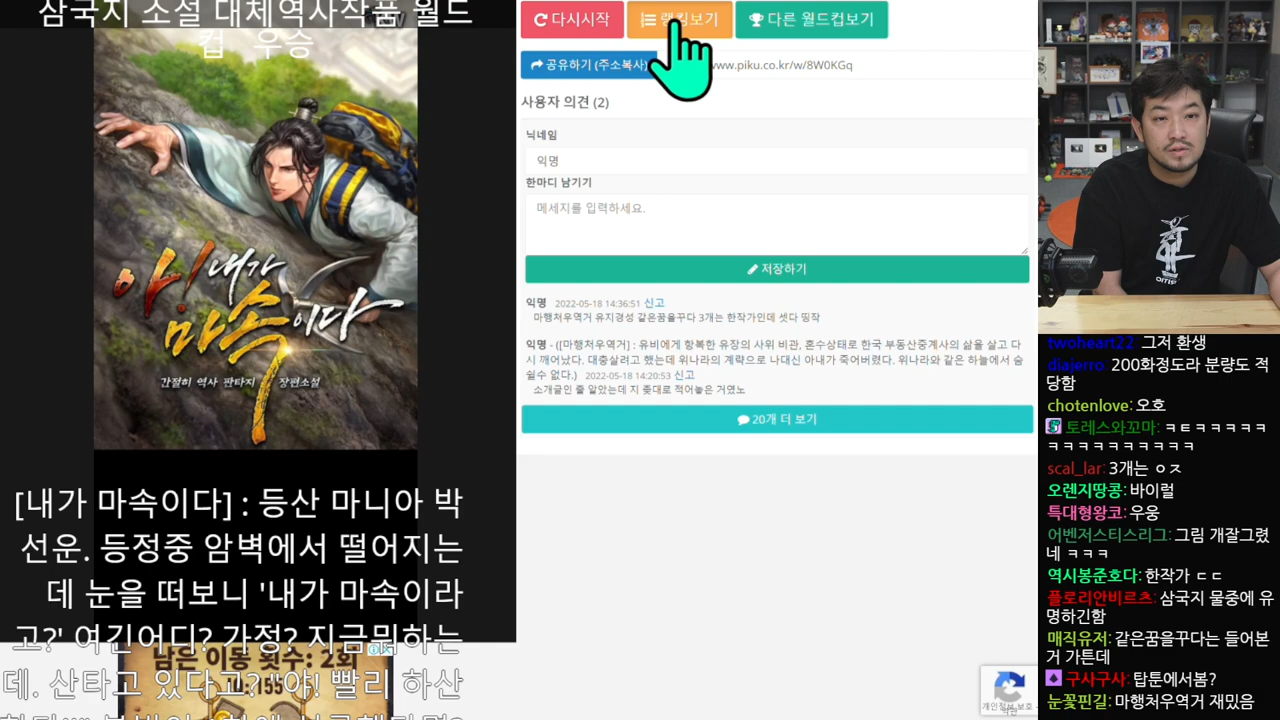 삼국지 소설 대체역사작품 월드
컵 우승
아! 내가
마속이다
간절히 역사 판타지 장편소설
[내가 마속이다] : 등산 마니아 박
선운. 등정중 암벽에서 떨어지는
데 눈을 떠보니 '내가 마속이라
고?' 여긴어디? 가정? 지금뭐하는
데. 산타고 있다고? "야! 빨리 하산
남은 이동 횟수: 2회
다시시작
랭킹보기
다른 월드컵보기
공유하기 (주소복사)
www.piku.co.kr/w/8W0KGq
사용자 의견 (2)
닉네임
익명
한마디 남기기
메세지를 입력하세요.
저장하기
익명 2022-05-18 14:36:51 신고
마행처우역거 유지경성 같은꿈을꾸다 3개는 한작가인데 셋다 띵작
익명 - ([마행처우역거] : 유비에게 항복한 유장의 사위 비관, 혼수상태로 한국 부동산중계사의 삶을 살고 다
시 깨어났다. 대충살려고 했는데 위나라의 계략으로 나대신 아내가 죽어버렸다. 위나라와 같은 하늘에서 숨
쉴수 없다.) 2022-05-18 14:20:53 신고
소개글인 줄 알았는데 지 좆대로 적어놓은 거였노
20개 더 보기
개인정보 보호 -
약관
twoheart22: 그저 환생
diajerro: 200화정도라 분량도 적
당함
chotenlove: 오호
토레스와꼬마: ㅋㅌㅋㅋㅋㅋㅋ
ㅋㅋㅋㅋㅋㅋㅋㅋㅋㅋ
scal_lar: 3개는 ㅇㅈ
오렌지땅콩: 바이럴
특대형왕코: 우웅
어벤저스티스리그: 그림 개잘그렸
네 ㅋㅋㅋ
역시봉준호다: 한작가 ㄷㄷ
플로리안비르츠: 삼국지 물중에 유
명하긴함
매직유저: 같은꿈을꾸다는 들어본
거 가튼데
구사구사: 탑툰에서봄?
눈꽃핀길: 마행처우역거 재밌음